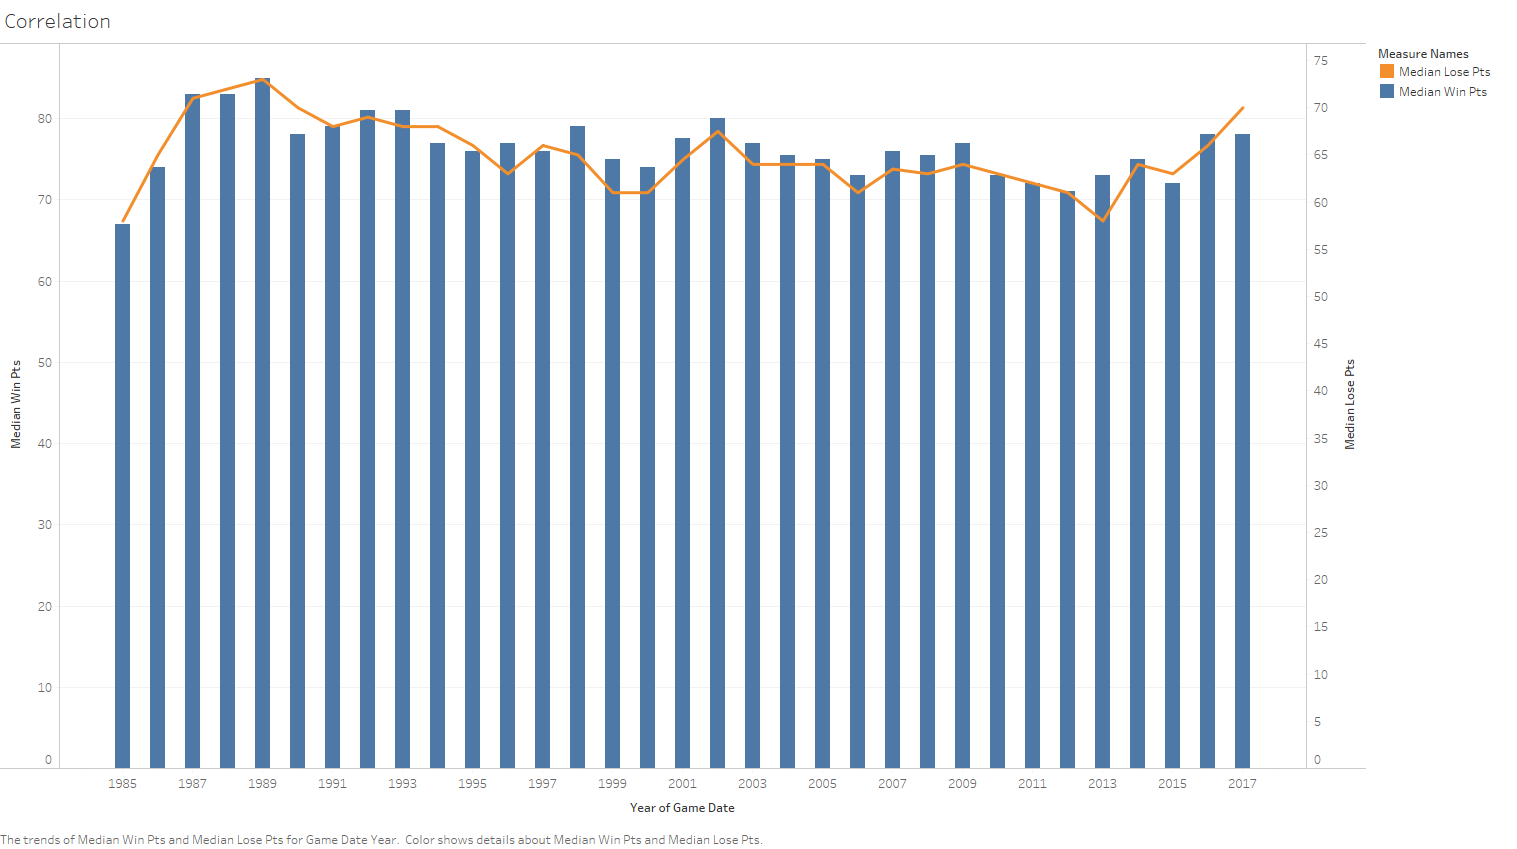 Correlation
Measure Names
Median Lose Pts
Median Win Pts
Median Win Pts
80
70
60
50
40
30
20
10
0
75
70
65
60
55
50
45
40
35
30
25
20
15
10
5
0
Median Lose Pts
1985 1987 1989 1991 1993 1995 1997 1999 2001 2003 2005 2007 2009 2011 2013 2015 2017
Year of Game Date
The trends of Median Win Pts and Median Lose Pts for Game Date Year. Color shows details about Median Win Pts and Median Lose Pts.